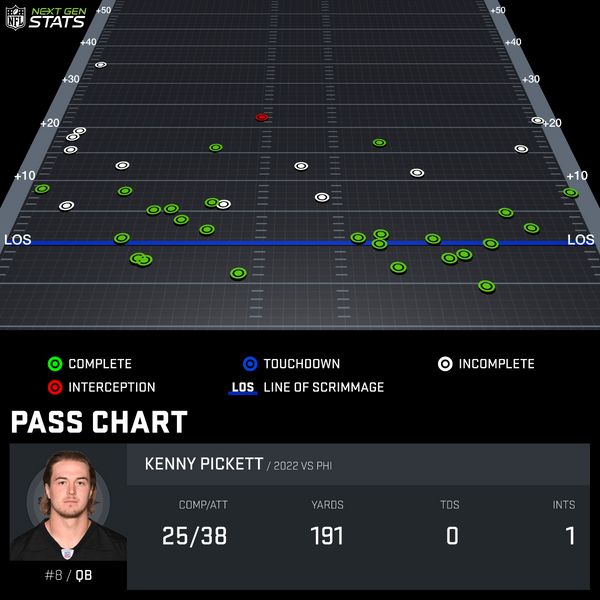 NFL NEXT GEN STATS
+50 +50
+40 +40
+30 +30
+20 +20
+10 +10
LOS LOS
COMPLETE TOUCHDOWN INCOMPLETE
INTERCEPTION LOS LINE OF SCRIMMAGE
PASS CHART
KENNY PICKETT / 2022 VS PHI
COMP/ATT YARDS TDS INTS
25/38 191 0 1
#8 / QB